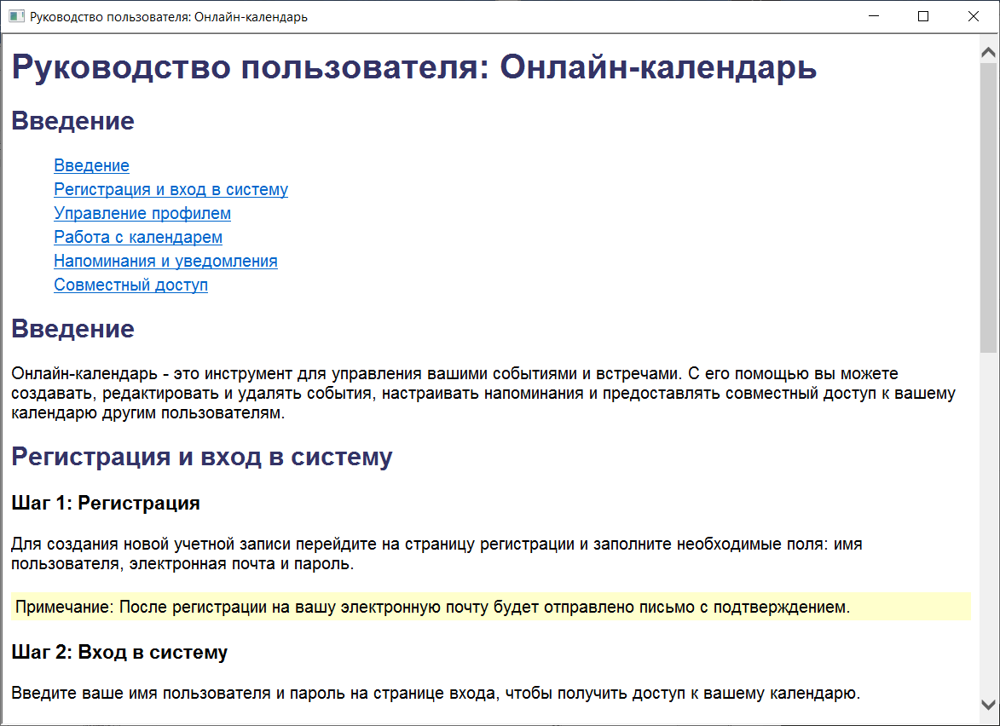 Руководство пользователя: Онлайн-календарь
Руководство пользователя: Онлайн-календарь
Введение
Введение
Регистрация и вход в систему
Управление профилем
Работа с календарем
Напоминания и уведомления
Совместный доступ
Введение
Онлайн-календарь - это инструмент для управления вашими событиями и встречами. С его помощью вы можете
создавать, редактировать и удалять события, настраивать напоминания и предоставлять совместный доступ к вашему
календарю другим пользователям.
Регистрация и вход в систему
Шаг 1: Регистрация
Для создания новой учетной записи перейдите на страницу регистрации и заполните необходимые поля: имя
пользователя, электронная почта и пароль.
Примечание: После регистрации на вашу электронную почту будет отправлено письмо с подтверждением.
Шаг 2: Вход в систему
Введите ваше имя пользователя и пароль на странице входа, чтобы получить доступ к вашему календарю.